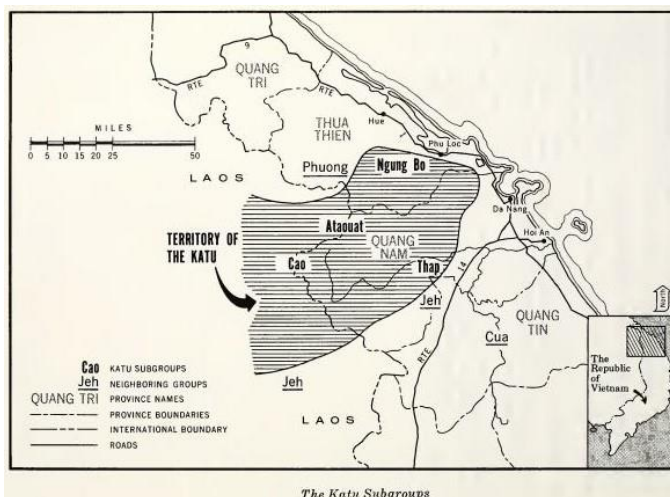 9
RTE
QUANG
TRI
RTE
MILES
0 5 10 15 20 25 50
THUA
THIEN
Hue
Phu Loc
LAOS
Phuong
Ngung Bo
Da Nang
Hoi An
Ataouat
TERRITORY OF
THE KATU
QUANG
NAM
Cao
Thap
14
Jeh
QUANG
TIN
North
Cua
RTE
The
Republic
of
Vietnam
Cao KATU SUBGROUPS
Jeh NEIGHBORING GROUPS
QUANG TRI PROVINCE NAMES
PROVINCE BOUNDARIES
INTERNATIONAL BOUNDARY
ROADS
Jeh
LAOS
The Katu Subgroups